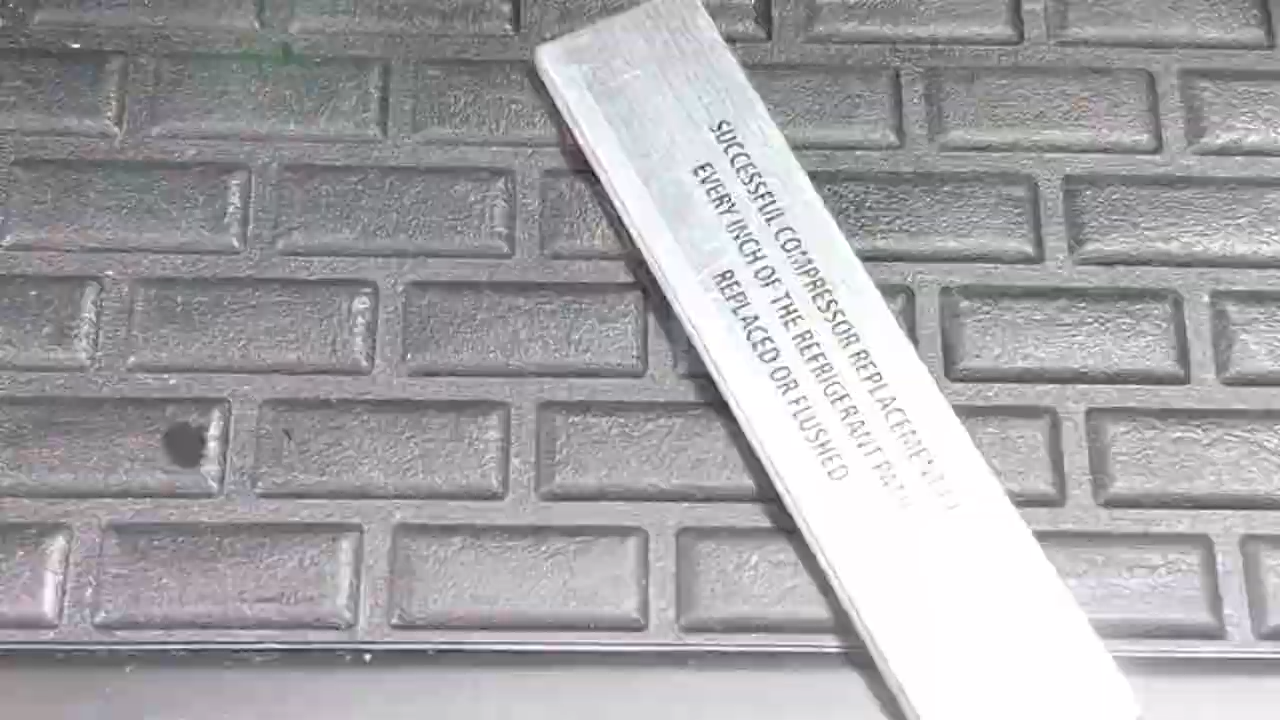 SUCCESSFUL COMPRESSOR REPLACEMENT
EVERY INCH OF THE REFRIGERANT PATH
REPLACED OR FLUSHED